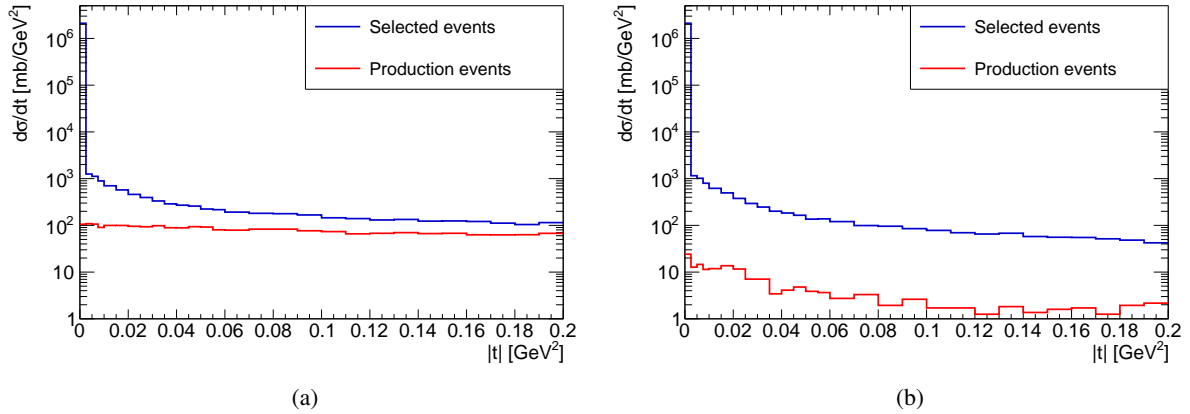 dσ/dt [mb/GeV²]
10⁶
10⁵
10⁴
10³
10²
10
1
Selected events
Production events
0 0.02 0.04 0.06 0.08 0.1 0.12 0.14 0.16 0.18 0.2
|t| [GeV²]
(a)
dσ/dt [mb/GeV²]
10⁶
10⁵
10⁴
10³
10²
10
1
Selected events
Production events
0 0.02 0.04 0.06 0.08 0.1 0.12 0.14 0.16 0.18 0.2
|t| [GeV²]
(b)